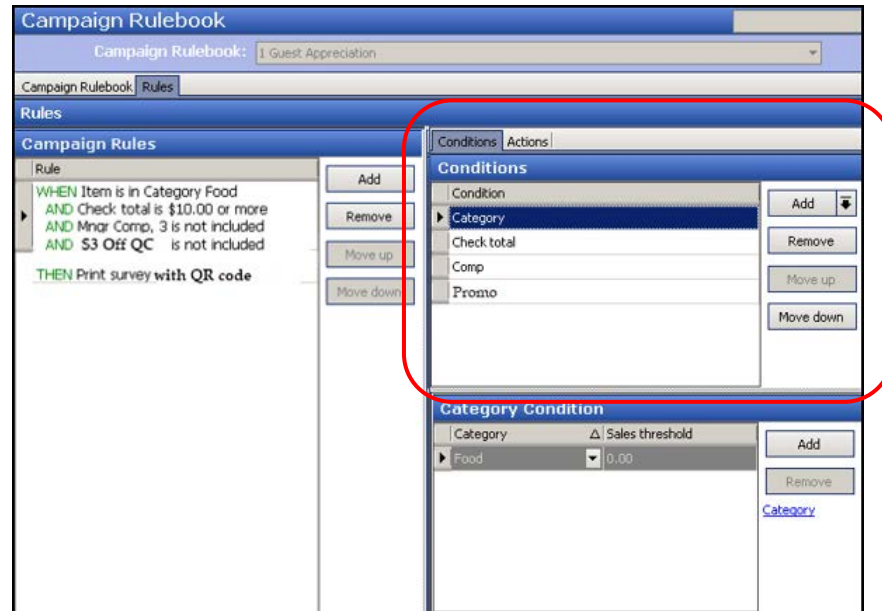 Campaign Rulebook
Campaign Rulebook: 1 Guest Appreciation
Campaign Rulebook Rules
Rules
Campaign Rules
Rule
WHEN Item is in Category Food
AND Check total is $10.00 or more
AND Mngr Comp, 3 is not included
AND $3 Off QC is not included
THEN Print survey with QR code
Add
Remove
Move up
Move down
Conditions Actions
Conditions
Condition
Category
Check total
Comp
Promo
Add
Remove
Move up
Move down
Category Condition
Category Sales threshold
Food 0.00
Add
Remove
Category